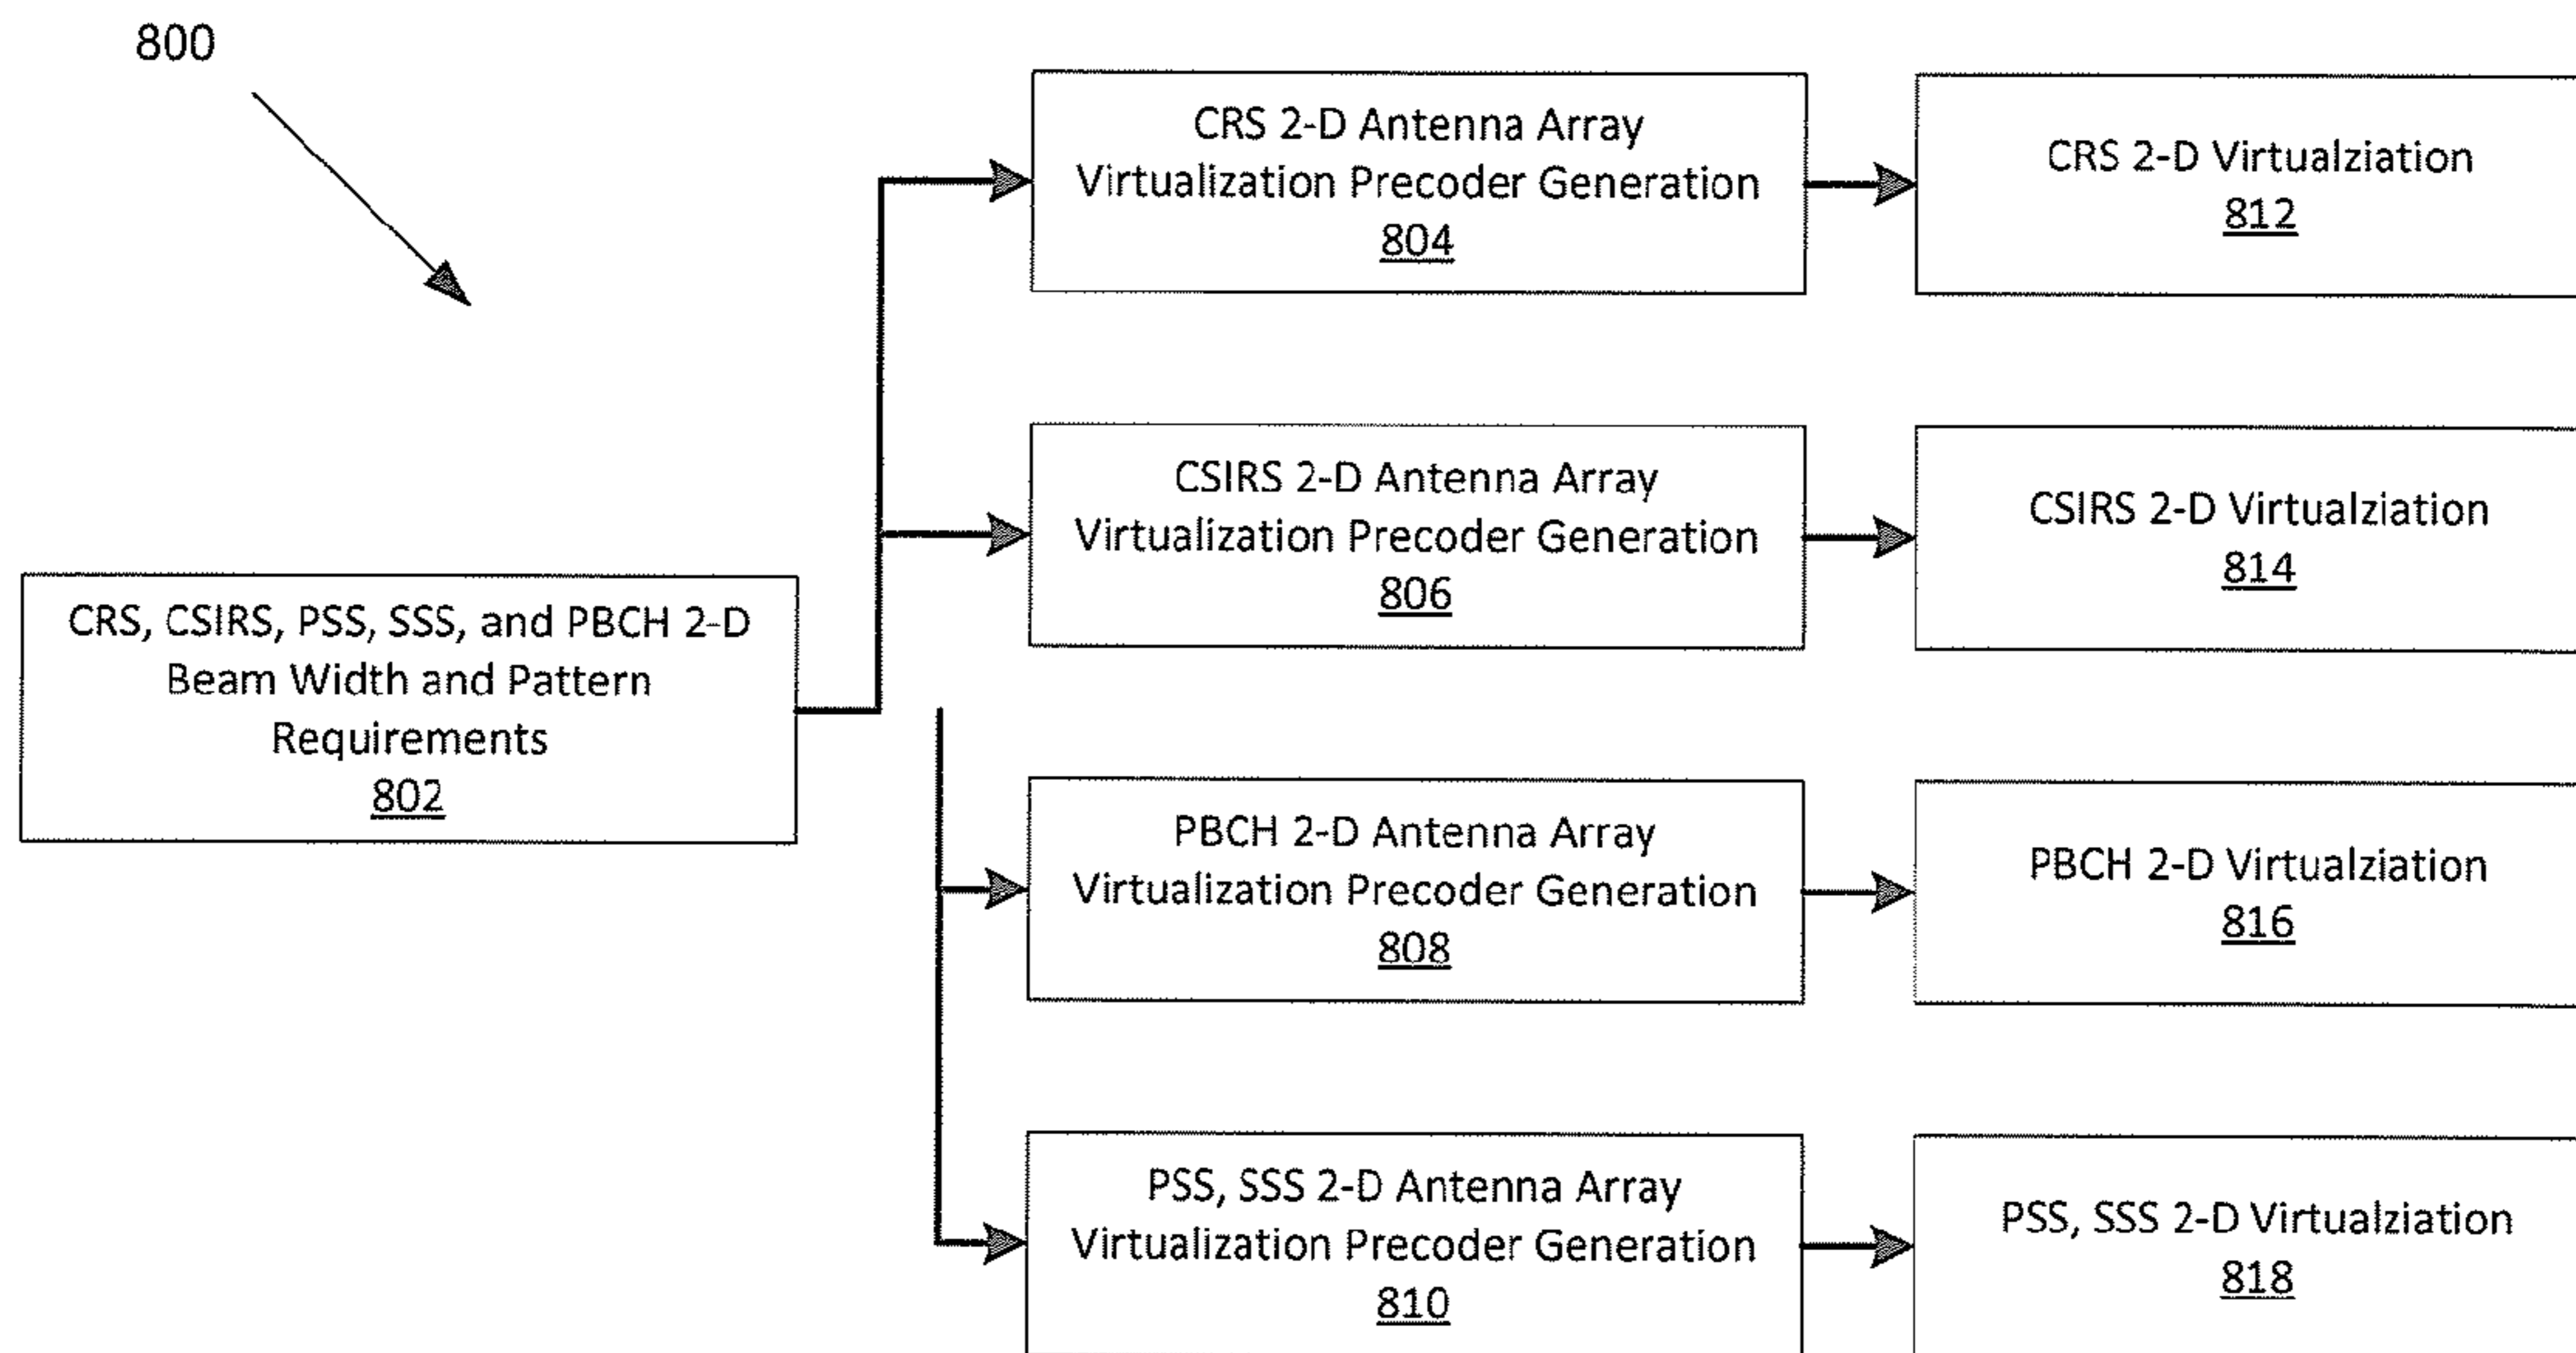 800
CRS 2-D Antenna Array
Virtualization Precoder Generation
804
CRS 2-D Virtualziation
812
CSIRS 2-D Antenna Array
Virtualization Precoder Generation
806
CSIRS 2-D Virtualziation
814
CRS, CSIRS, PSS, SSS, and PBCH 2-D
Beam Width and Pattern
Requirements
802
PBCH 2-D Antenna Array
Virtualization Precoder Generation
808
PBCH 2-D Virtualziation
816
PSS, SSS 2-D Antenna Array
Virtualization Precoder Generation
810
PSS, SSS 2-D Virtualziation
818